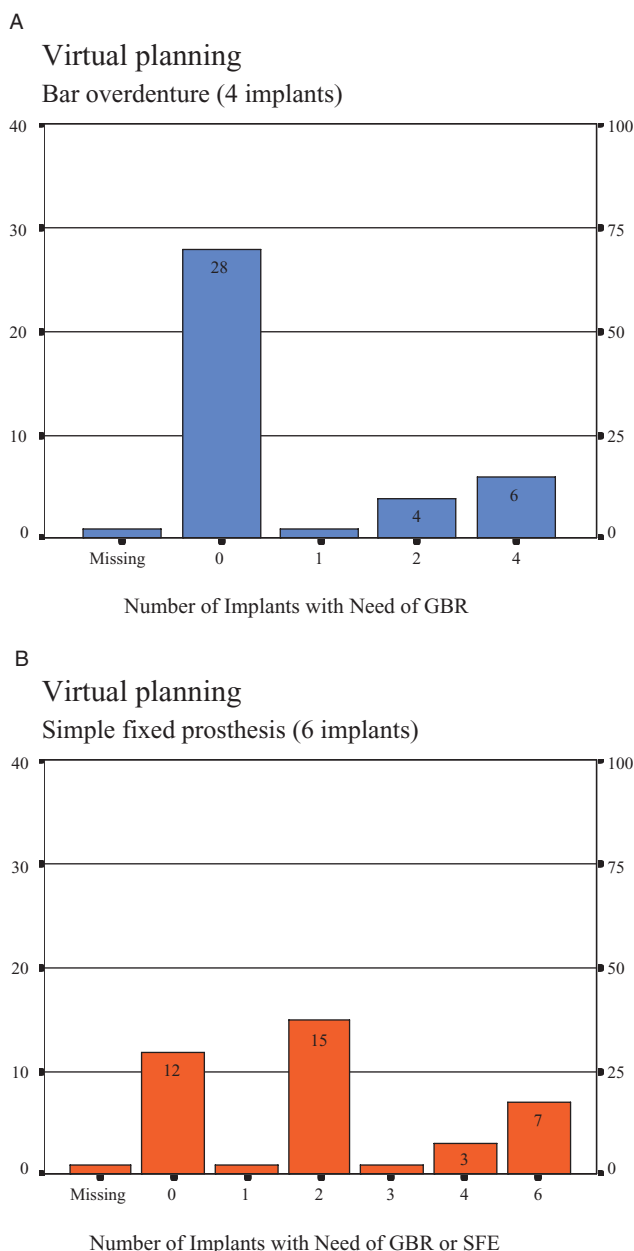 A
Virtual planning
Bar overdenture (4 implants)
40 100
30 75
28
20 50
10 25
4 6
0 0
Missing 0 1 2 4
Number of Implants with Need of GBR
B
Virtual planning
Simple fixed prosthesis (6 implants)
40 100
30 75
20 50
15
12
10 25
7
3
0 0
Missing 0 1 2 3 4 6
Number of Implants with Need of GBR or SFE